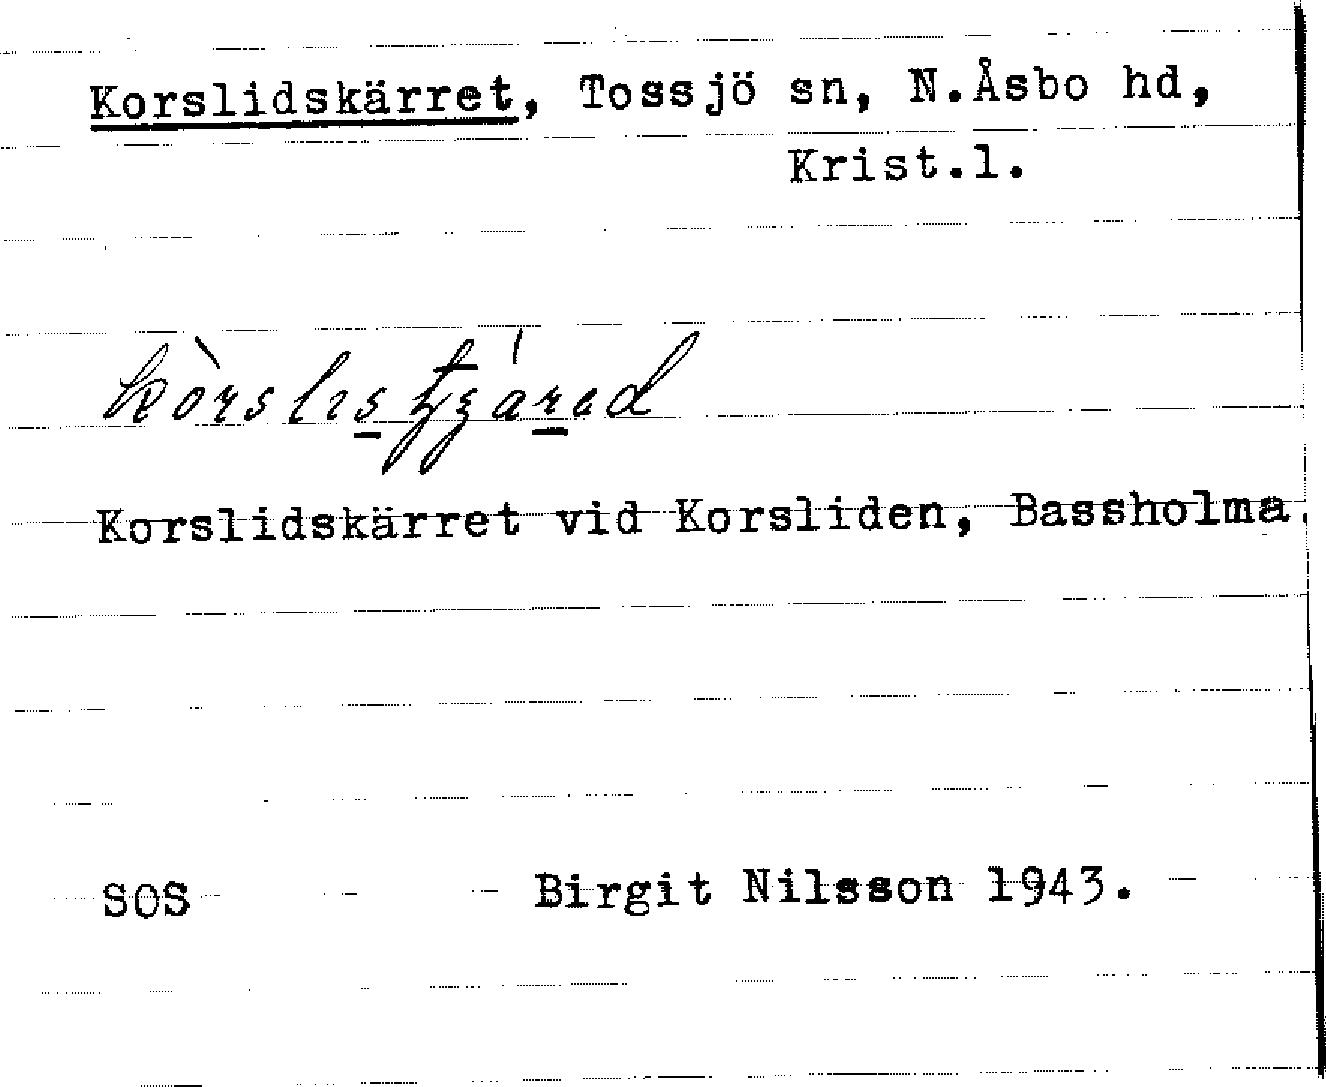 Korslidskärret, Tossjö sn, N.Åsbo hd,
Krist.l.
Korslidskärret vid Korsliden, Bassholma.
SOS Birgit Nilsson 1943.